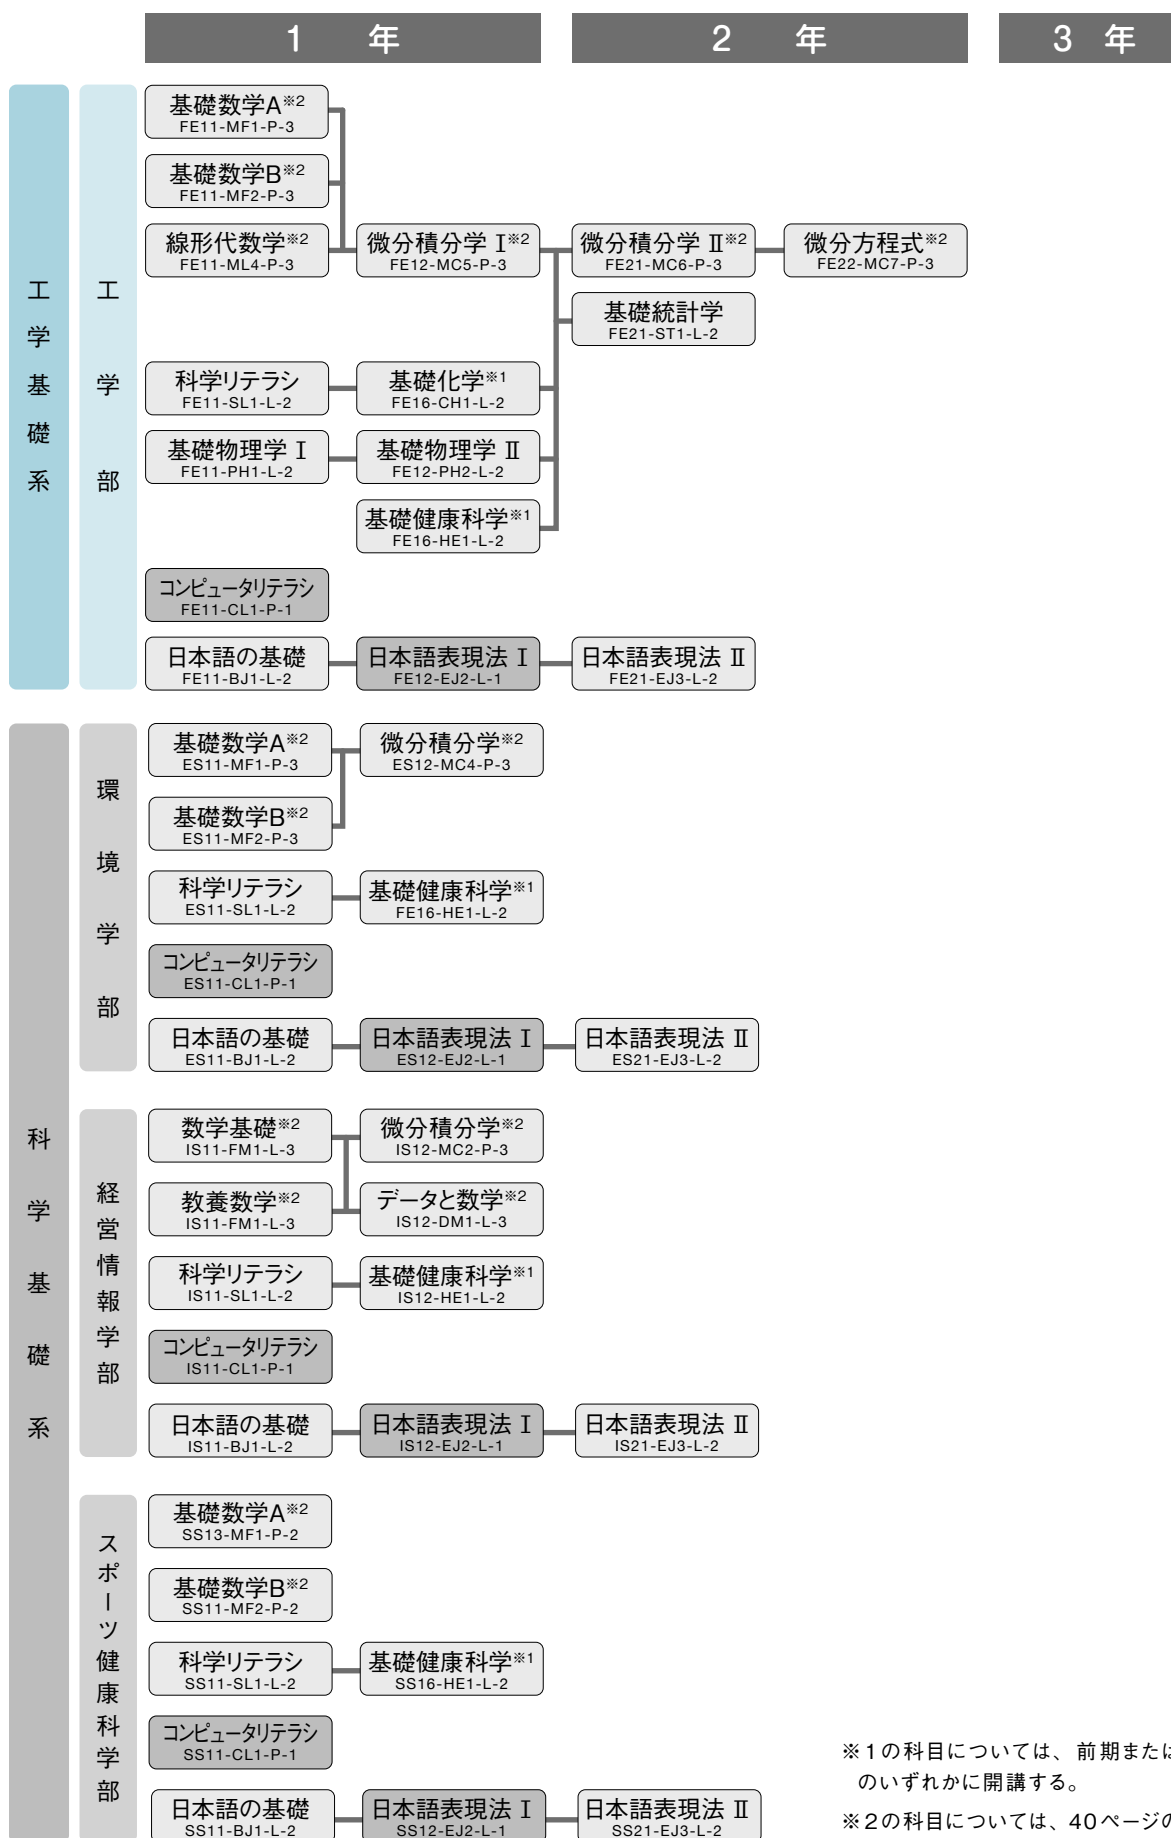 1 年
2 年
3 年
工学基礎系
工学部
基礎数学A※2
FE11-MF1-P-3
基礎数学B※2
FE11-MF2-P-3
線形代数学※2
FE11-ML4-P-3
微分積分学 Ⅰ※2
FE12-MC5-P-3
微分積分学 Ⅱ※2
FE21-MC6-P-3
微分方程式※2
FE22-MC7-P-3
基礎統計学
FE21-ST1-L-2
科学リテラシ
FE11-SL1-L-2
基礎化学※1
FE16-CH1-L-2
基礎物理学 Ⅰ
FE11-PH1-L-2
基礎物理学 Ⅱ
FE12-PH2-L-2
基礎健康科学※1
FE16-HE1-L-2
コンピュータリテラシ
FE11-CL1-P-1
日本語の基礎
FE11-BJ1-L-2
日本語表現法 Ⅰ
FE12-EJ2-L-1
日本語表現法 Ⅱ
FE21-EJ3-L-2
科学基礎系
環境学部
基礎数学A※2
ES11-MF1-P-3
微分積分学※2
ES12-MC4-P-3
基礎数学B※2
ES11-MF2-P-3
科学リテラシ
ES11-SL1-L-2
基礎健康科学※1
FE16-HE1-L-2
コンピュータリテラシ
ES11-CL1-P-1
日本語の基礎
ES11-BJ1-L-2
日本語表現法 Ⅰ
ES12-EJ2-L-1
日本語表現法 Ⅱ
ES21-EJ3-L-2
経営情報学部
数学基礎※2
IS11-FM1-L-3
微分積分学※2
IS12-MC2-P-3
教養数学※2
IS11-FM1-L-3
データと数学※2
IS12-DM1-L-3
科学リテラシ
IS11-SL1-L-2
基礎健康科学※1
IS12-HE1-L-2
コンピュータリテラシ
IS11-CL1-P-1
日本語の基礎
IS11-BJ1-L-2
日本語表現法 Ⅰ
IS12-EJ2-L-1
日本語表現法 Ⅱ
IS21-EJ3-L-2
スポーツ健康科学部
基礎数学A※2
SS13-MF1-P-2
基礎数学B※2
SS11-MF2-P-2
科学リテラシ
SS11-SL1-L-2
基礎健康科学※1
SS16-HE1-L-2
コンピュータリテラシ
SS11-CL1-P-1
日本語の基礎
SS11-BJ1-L-2
日本語表現法 Ⅰ
SS12-EJ2-L-1
日本語表現法 Ⅱ
SS21-EJ3-L-2
※1の科目については、前期または
のいずれかに開講する。
※2の科目については、40ページの